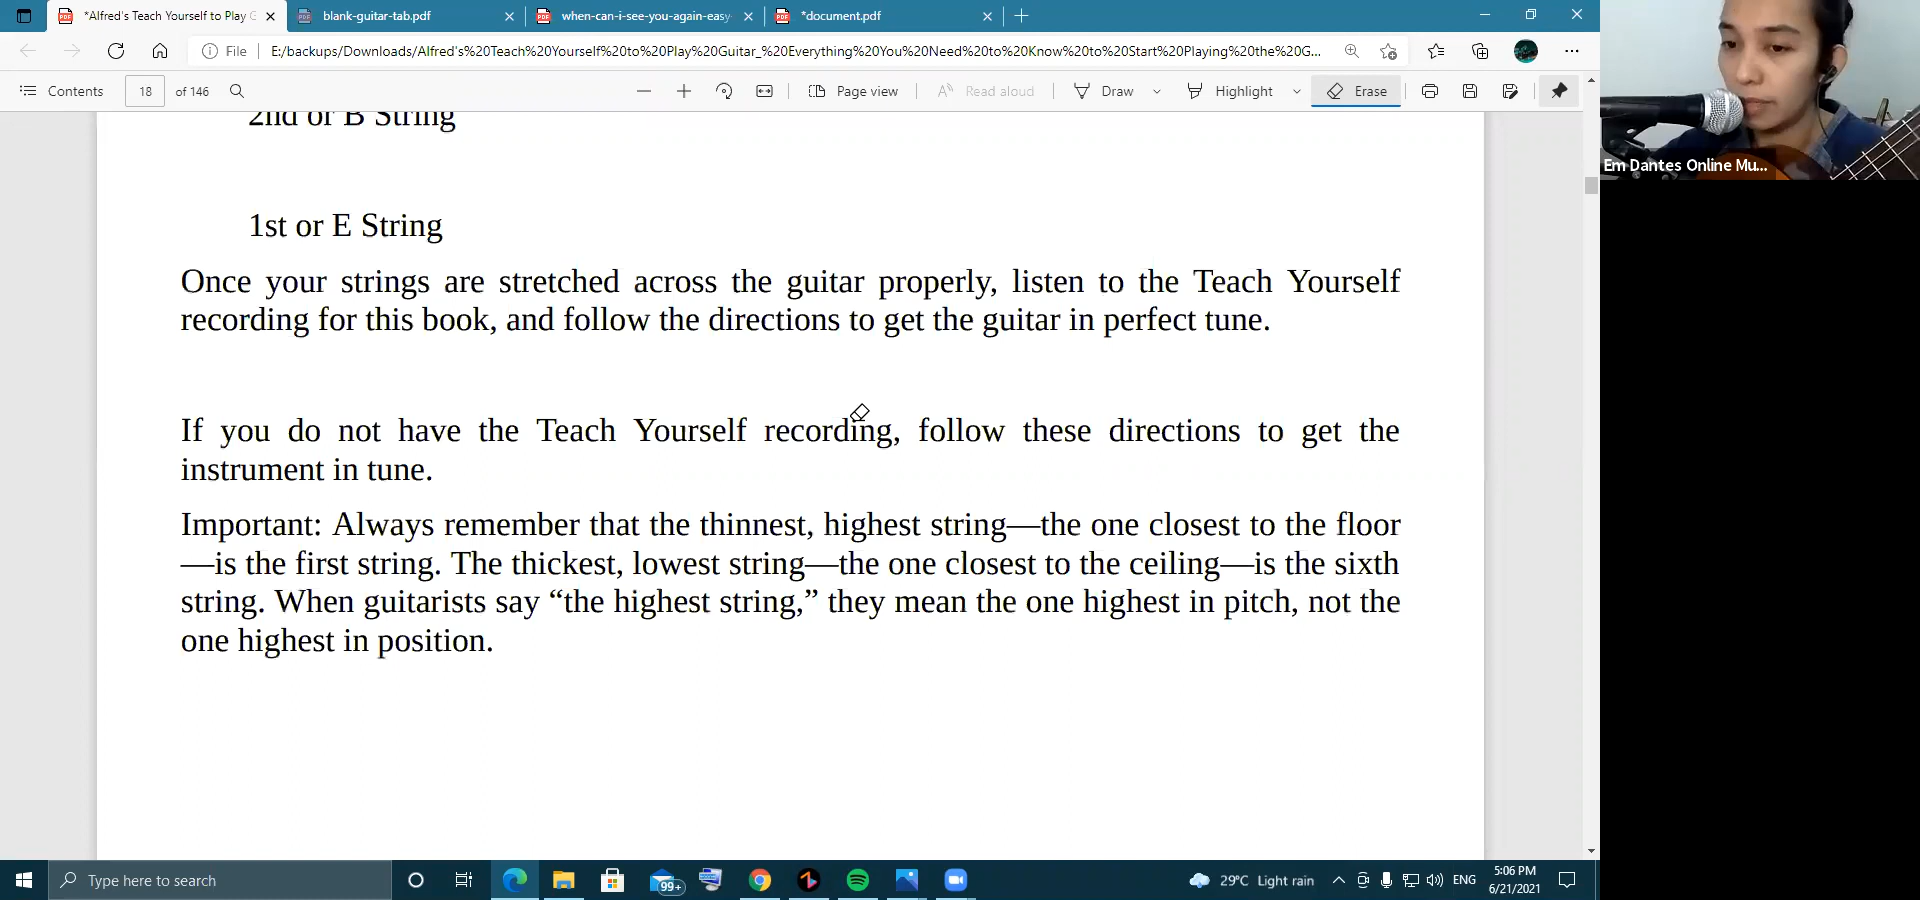 *Alfred's Teach Yourself to Play G
blank-guitar-tab.pdf
when-can-i-see-you-again-easy-
*document.pdf
File
E:/backups/Downloads/Alfred's%20Teach%20Yourself%20to%20Play%20Guitar_%20Everything%20You%20Need%20to%20Know%20to%20Start%20Playing%20the%20G...
Contents
18
of 146
Page view
Read aloud
Draw
Highlight
Erase
2nd or B String
1st or E String
Once your strings are stretched across the guitar properly, listen to the Teach Yourself
recording for this book, and follow the directions to get the guitar in perfect tune.
If you do not have the Teach Yourself recording, follow these directions to get the
instrument in tune.
Important: Always remember that the thinnest, highest string—the one closest to the floor
—is the first string. The thickest, lowest string—the one closest to the ceiling—is the sixth
string. When guitarists say “the highest string,” they mean the one highest in pitch, not the
one highest in position.
Em Dantes Online Mu...
Type here to search
99+
29°C Light rain
ENG
5:06 PM
6/21/2021